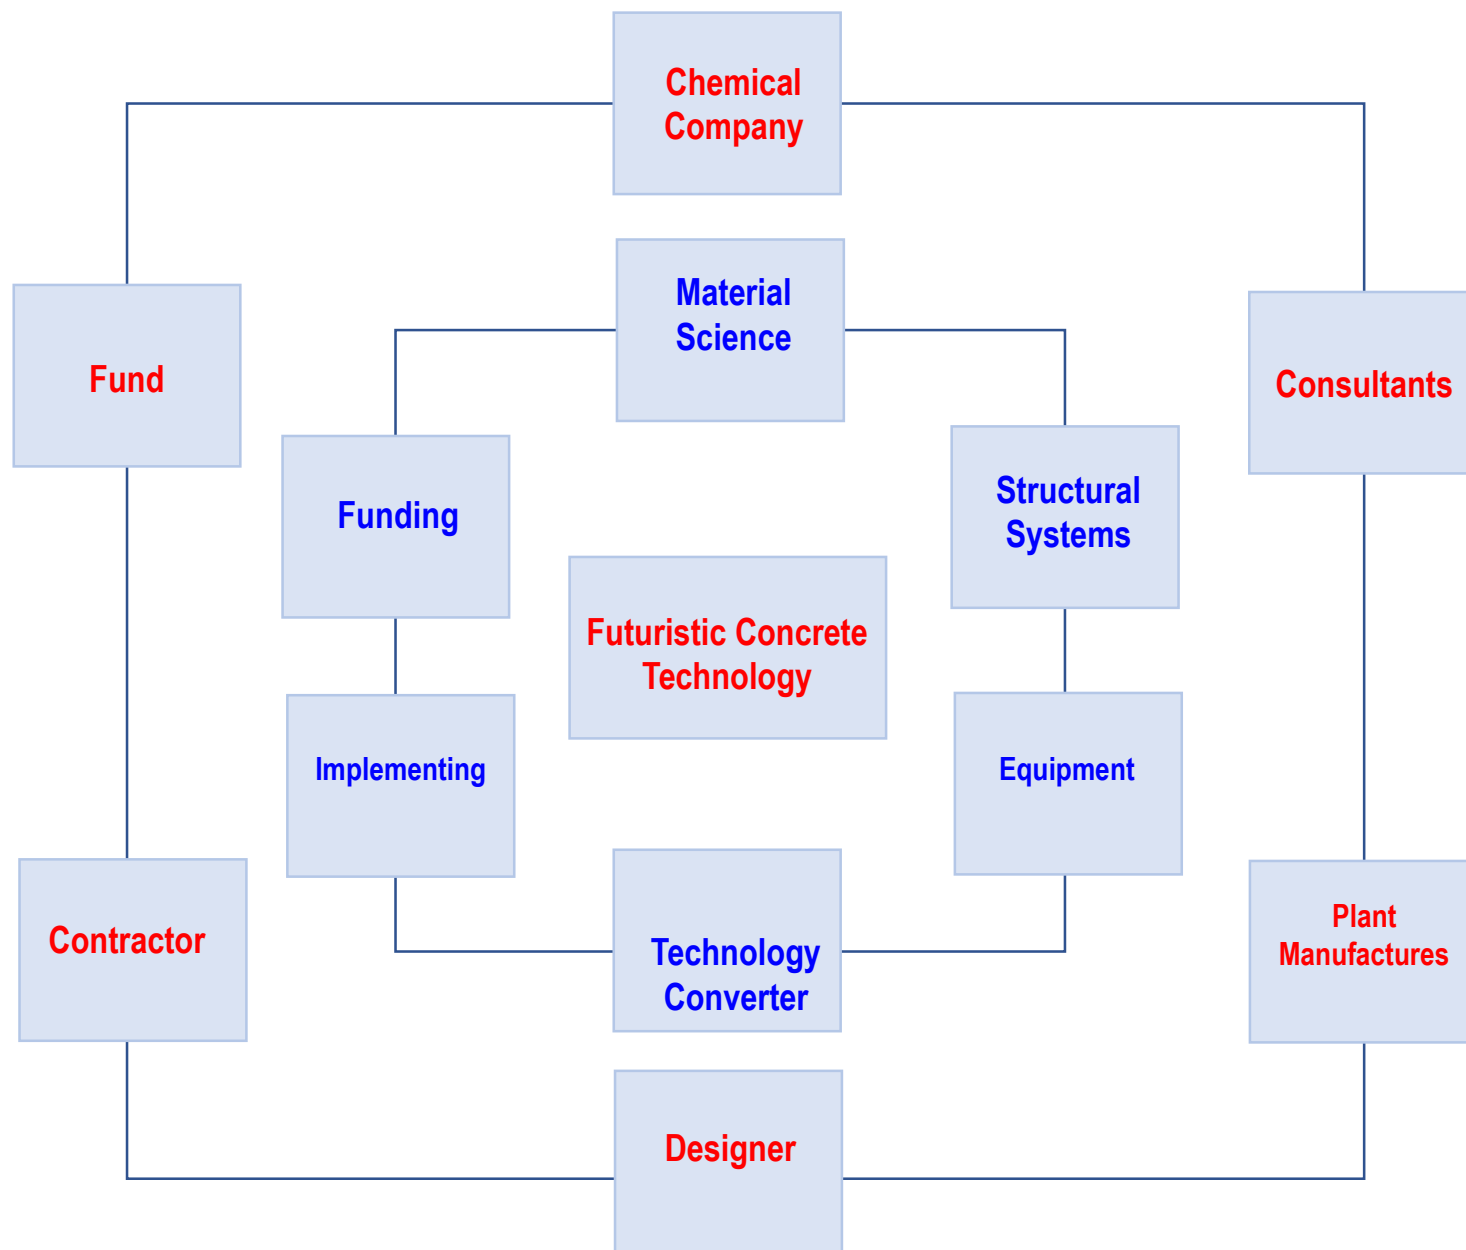 Chemical
Company
Material
Science
Fund
Consultants
Funding
Structural
Systems
Futuristic Concrete
Technology
Implementing
Equipment
Contractor
Plant
Manufactures
Technology
Converter
Designer